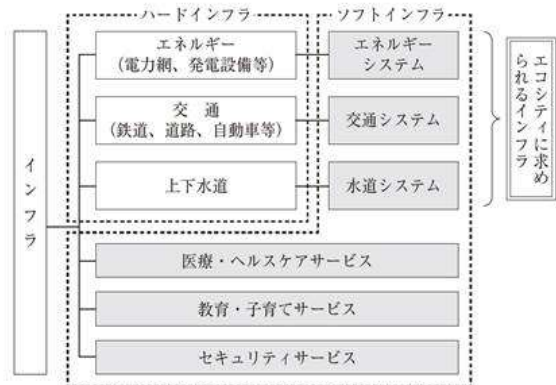 ハードインフラ
ソフトインフラ
エネルギー
(電力網、発電設備等)
エネルギー
システム
交 通
(鉄道、道路、自動車等)
交通システム
上下水道
水道システム
エコシティに求め
られるインフラ
インフラ
医療・ヘルスケアサービス
教育・子育てサービス
セキュリティサービス